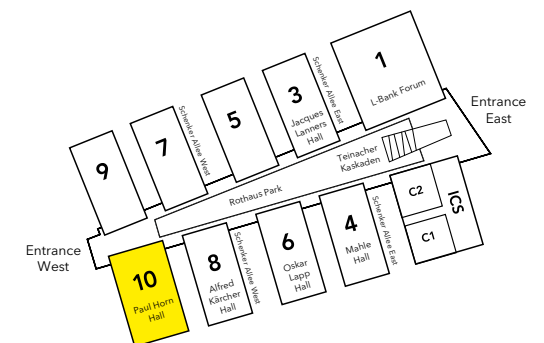 1
L-Bank Forum
Schenker Allee East
3
Jacques
Lanners
Hall
5
Schenker Allee West
7
9
Entrance
East
Teinacher
Kaskaden
Rothaus Park
Entrance
West
10
Paul Horn
Hall
8
Alfred
Kärcher
Hall
Schenker Allee West
6
Oskar
Lapp
Hall
4
Mahle
Hall
Schenker Allee East
C2
C1
ICS